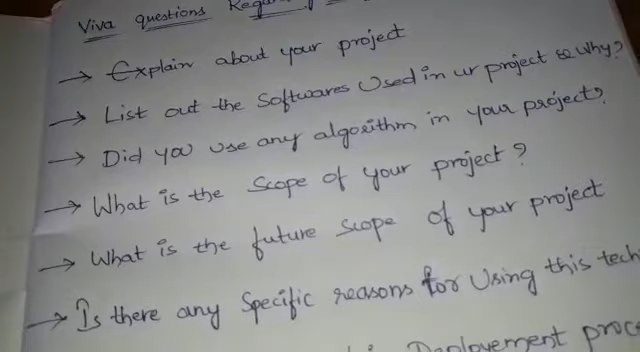 Viva questions
→ Explain about your project
→ List out the Softwares Used in ur project & Why?
→ Did you use any algorithm in your project?
→ What is the scope of your project?
→ What is the future scope of your project
→ Is there any Specific reasons for Using this tech
Deployement proc